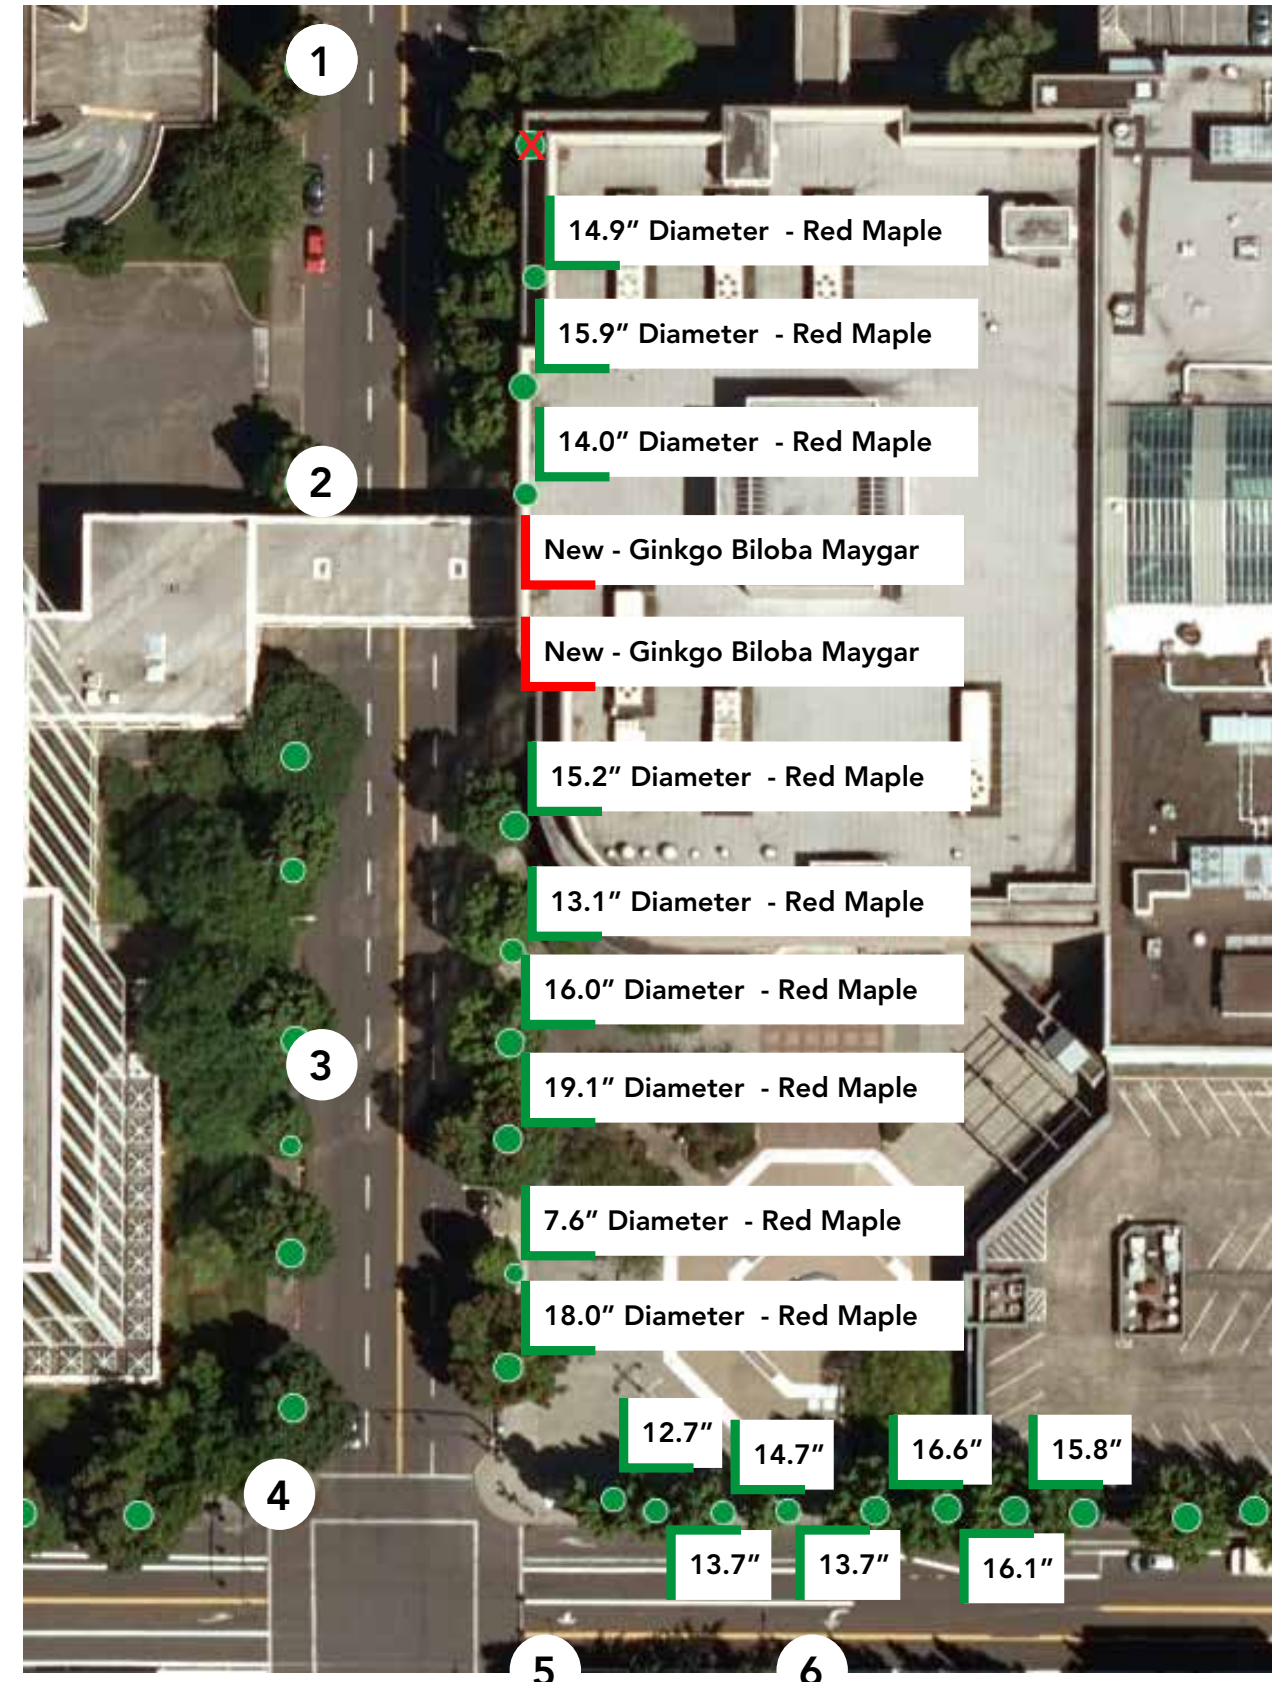 1
X
14.9” Diameter - Red Maple
15.9” Diameter - Red Maple
14.0” Diameter - Red Maple
2
New - Ginkgo Biloba Maygar
New - Ginkgo Biloba Maygar
15.2” Diameter - Red Maple
13.1” Diameter - Red Maple
16.0” Diameter - Red Maple
3
19.1” Diameter - Red Maple
7.6” Diameter - Red Maple
18.0” Diameter - Red Maple
12.7”
14.7”
16.6”
15.8”
4
13.7”
13.7”
16.1”
5
6